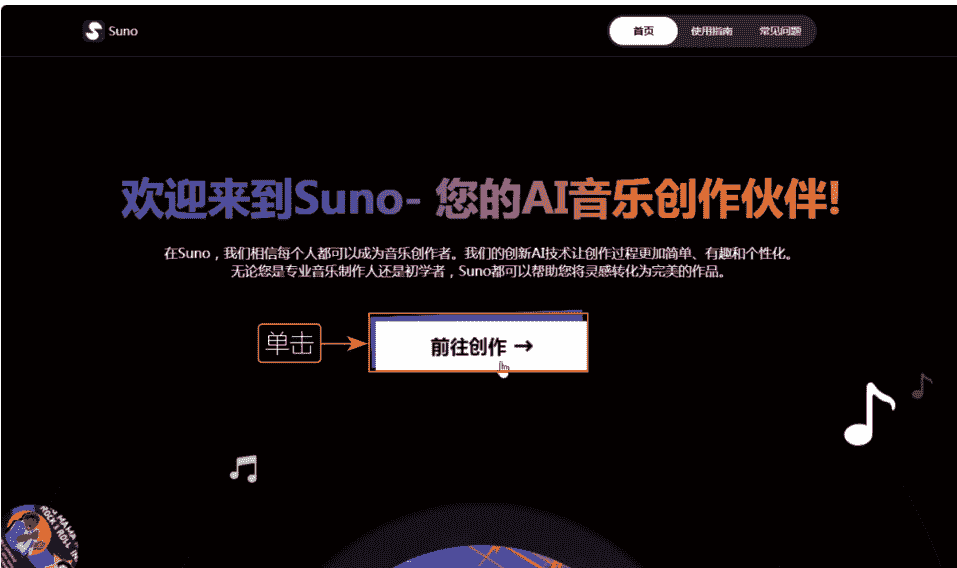 Suno
首页
使用指南
常见问题
欢迎来到Suno- 您的AI音乐创作伙伴!
在Suno，我们相信每个人都可以成为音乐创作者。我们的创新AI技术让创作过程更加简单、有趣和个性化。
无论您是专业音乐制作人还是初学者，Suno都可以帮助您将灵感转化为完美的作品。
单击
前往创作 →
MAMA
ROCK & ROLL